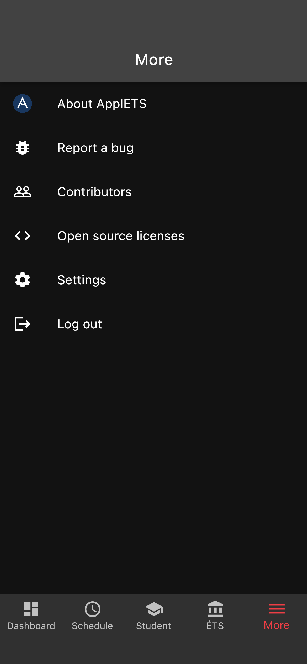 More
About ApplETS
Report a bug
Contributors
Open source licenses
Settings
Log out
Dashboard
Schedule
Student
ÉTS
More